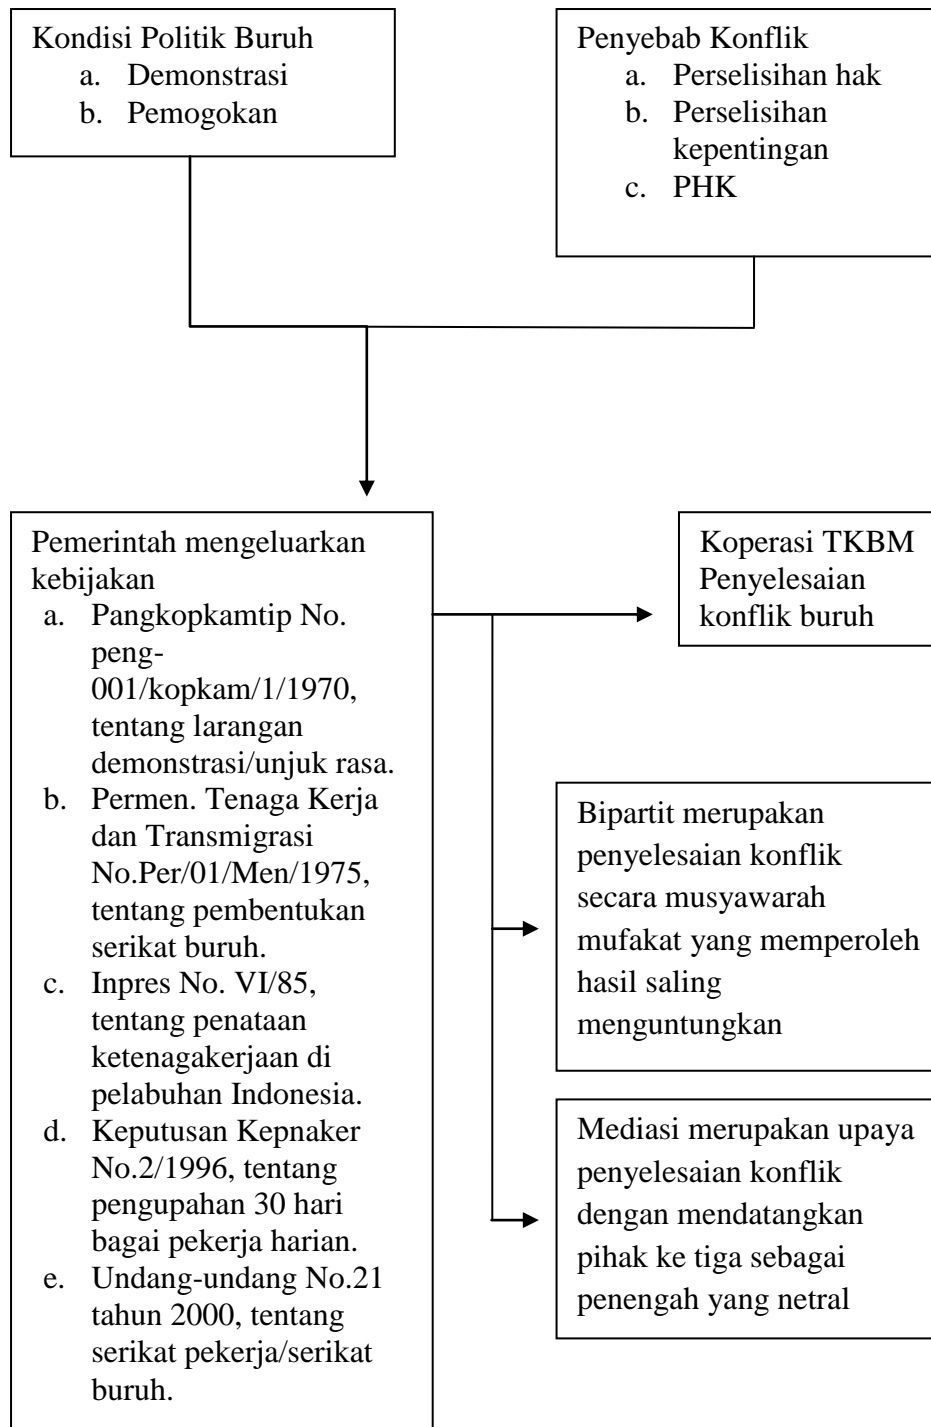 Kondisi Politik Buruh
a. Demonstrasi
b. Pemogokan
Penyebab Konflik
a. Perselisihan hak
b. Perselisihan
kepentingan
c. PHK
Pemerintah mengeluarkan
kebijakan
a. Pangkopkamtip No.
peng-
001/kopkam/1/1970,
tentang larangan
demonstrasi/unjuk rasa.
b. Permen. Tenaga Kerja
dan Transmigrasi
No.Per/01/Men/1975,
tentang pembentukan
serikat buruh.
c. Inpres No. VI/85,
tentang penataan
ketenagakerjaan di
pelabuhan Indonesia.
d. Keputusan Kepnaker
No.2/1996, tentang
pengupahan 30 hari
bagai pekerja harian.
e. Undang-undang No.21
tahun 2000, tentang
serikat pekerja/serikat
buruh.
Koperasi TKBM
Penyelesaian
konflik buruh
Bipartit merupakan
penyelesaian konflik
secara musyawarah
mufakat yang memperoleh
hasil saling
menguntungkan
Mediasi merupakan upaya
penyelesaian konflik
dengan mendatangkan
pihak ke tiga sebagai
penengah yang netral